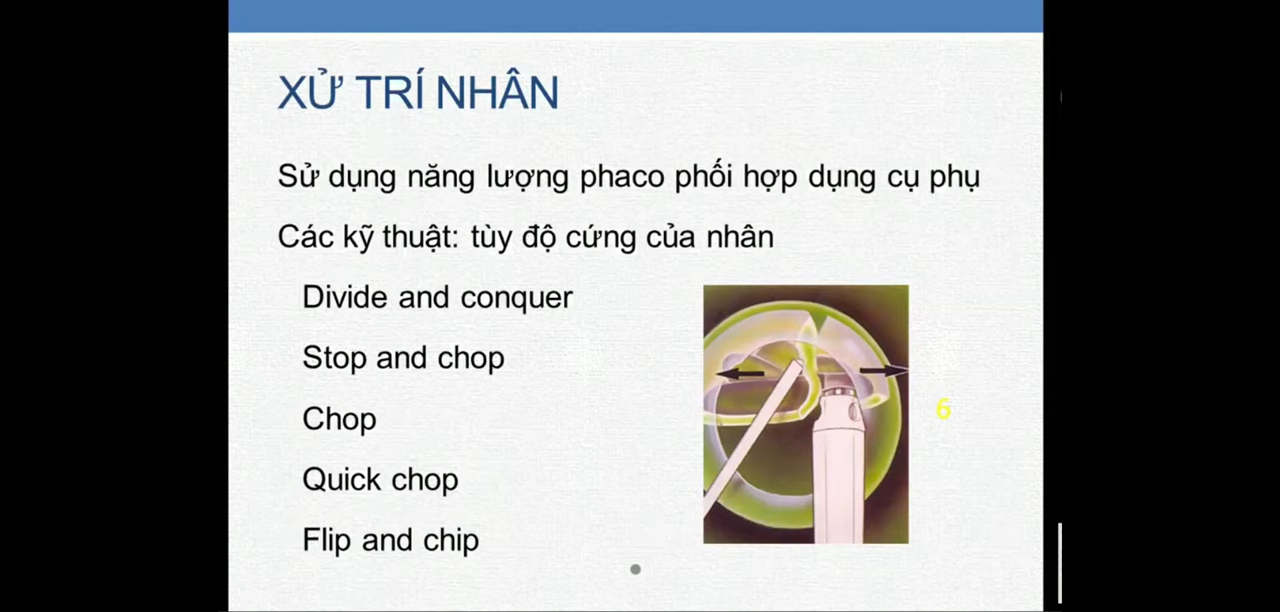 XỬ TRÍ NHÂN
Sử dụng năng lượng phaco phối hợp dụng cụ phụ
Các kỹ thuật: tùy độ cứng của nhân
Divide and conquer
Stop and chop
Chop
Quick chop
Flip and chip
6